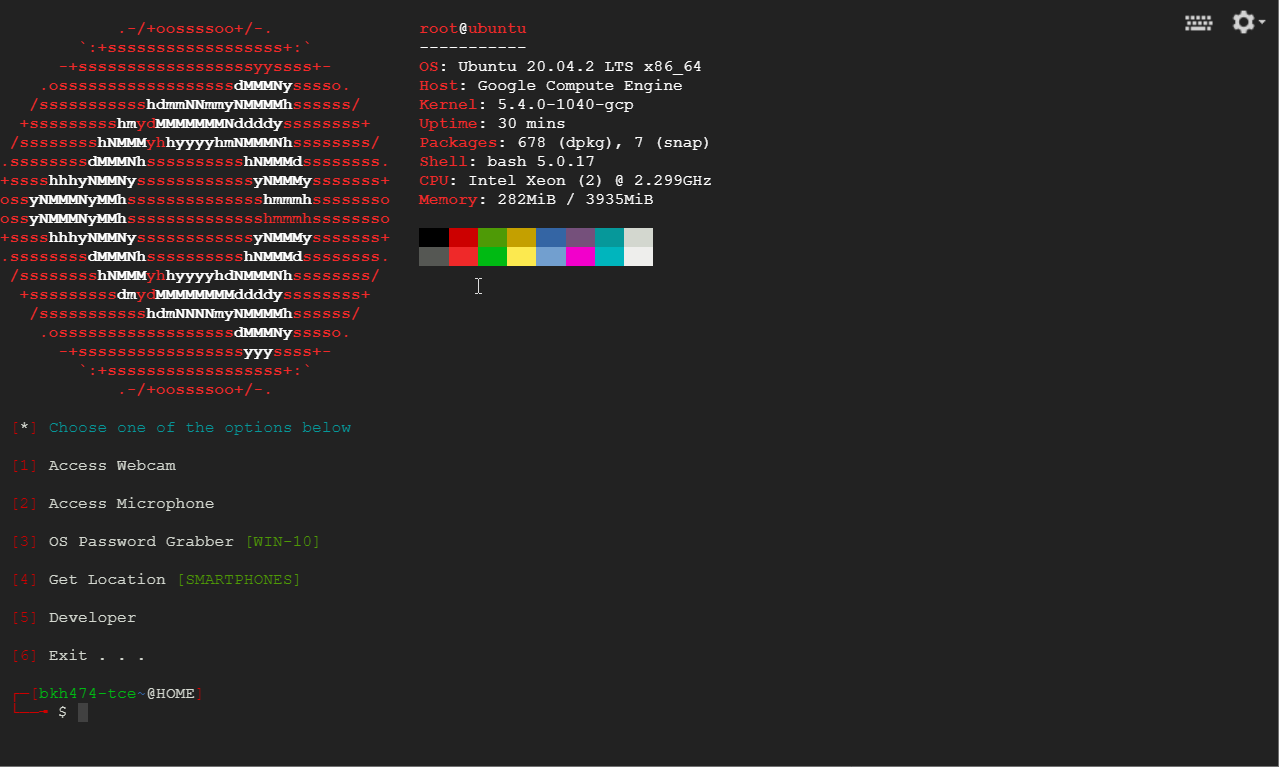 .-/+oossssoo+/-.
`:+ssssssssssssssssss+:`
-+ssssssssssssssssssyyssss+-
.ossssssssssssssssssdMMMNysssso.
/ssssssssssshdmmNNmmyNMMMMhssssss/
+ssssssssshmydMMMMMMMNddddyssssssss+
/sssssssshNMMMyhhyyyyhmNMMMNhssssssss/
.ssssssssdMMMNhsssssssssshNMMMdssssssss.
+sssshhhyNMMNyssssssssssssyNMMMysssssss+
ossyNMMMNyMMhsssssssssssssshmmmhssssssso
ossyNMMMNyMMhsssssssssssssshmmmhssssssso
+sssshhhyNMMNyssssssssssssyNMMMysssssss+
.ssssssssdMMMNhsssssssssshNMMMdssssssss.
/sssssssshNMMMyhhyyyyhdNMMMNhssssssss/
+sssssssssdmydMMMMMMMMddddyssssssss+
/ssssssssssshdmNNNNmyNMMMMhssssss/
.ossssssssssssssssssdMMMNysssso.
-+sssssssssssssssssyyyssss+-
`:+ssssssssssssssssss+:`
.-/+oossssoo+/-.
root@ubuntu
-----------
OS: Ubuntu 20.04.2 LTS x86_64
Host: Google Compute Engine
Kernel: 5.4.0-1040-gcp
Uptime: 30 mins
Packages: 678 (dpkg), 7 (snap)
Shell: bash 5.0.17
CPU: Intel Xeon (2) @ 2.299GHz
Memory: 282MiB / 3935MiB
[*] Choose one of the options below
[1] Access Webcam
[2] Access Microphone
[3] OS Password Grabber [WIN-10]
[4] Get Location [SMARTPHONES]
[5] Developer
[6] Exit . . .
┌─[bkh474-tce~@HOME]
└──╼ $